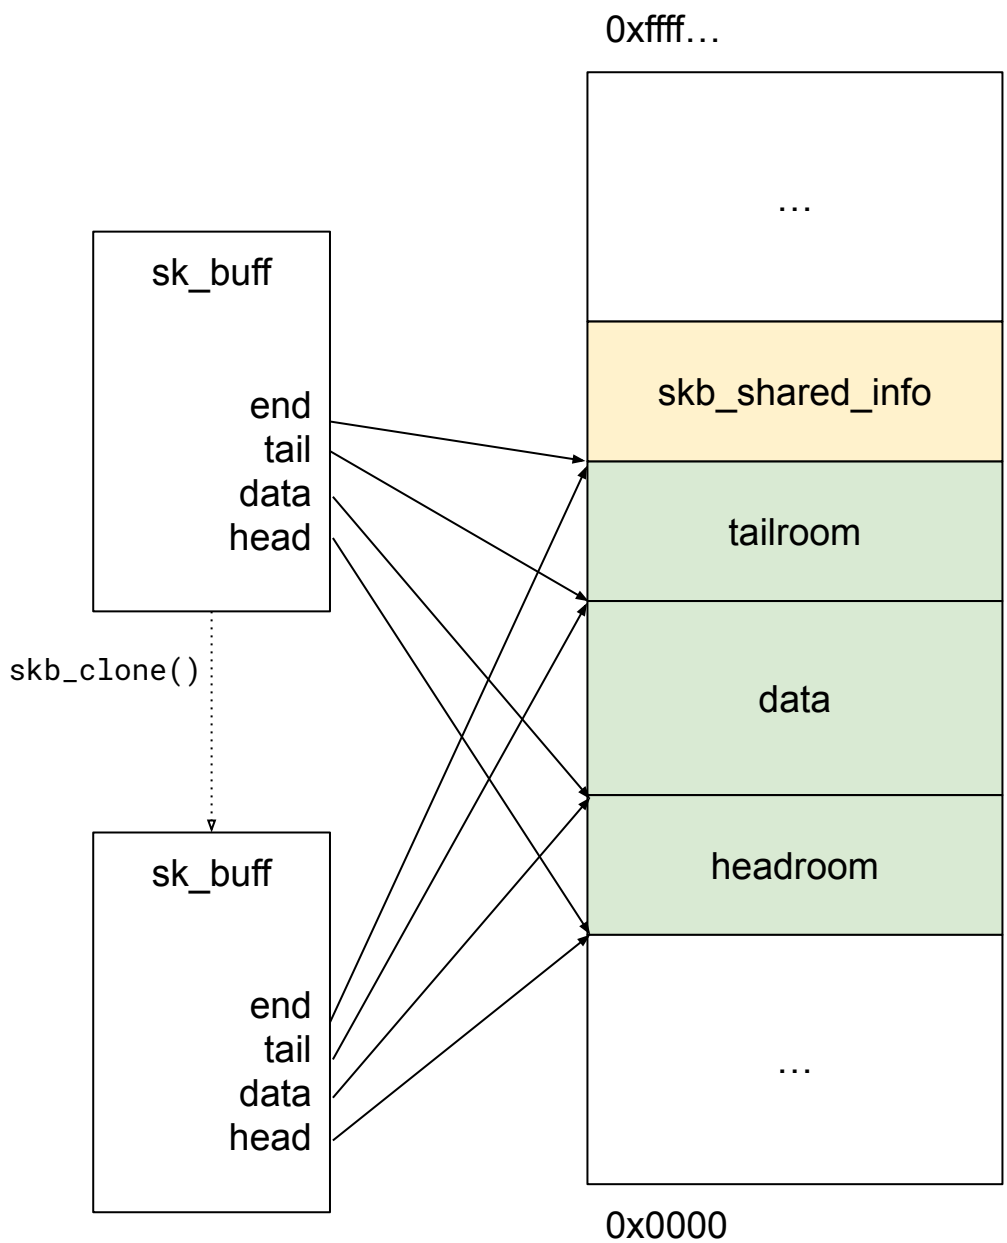 0xffff…
…
sk_buff
end
tail
data
head
skb_shared_info
tailroom
skb_clone()
data
headroom
sk_buff
end
tail
data
head
…
0x0000